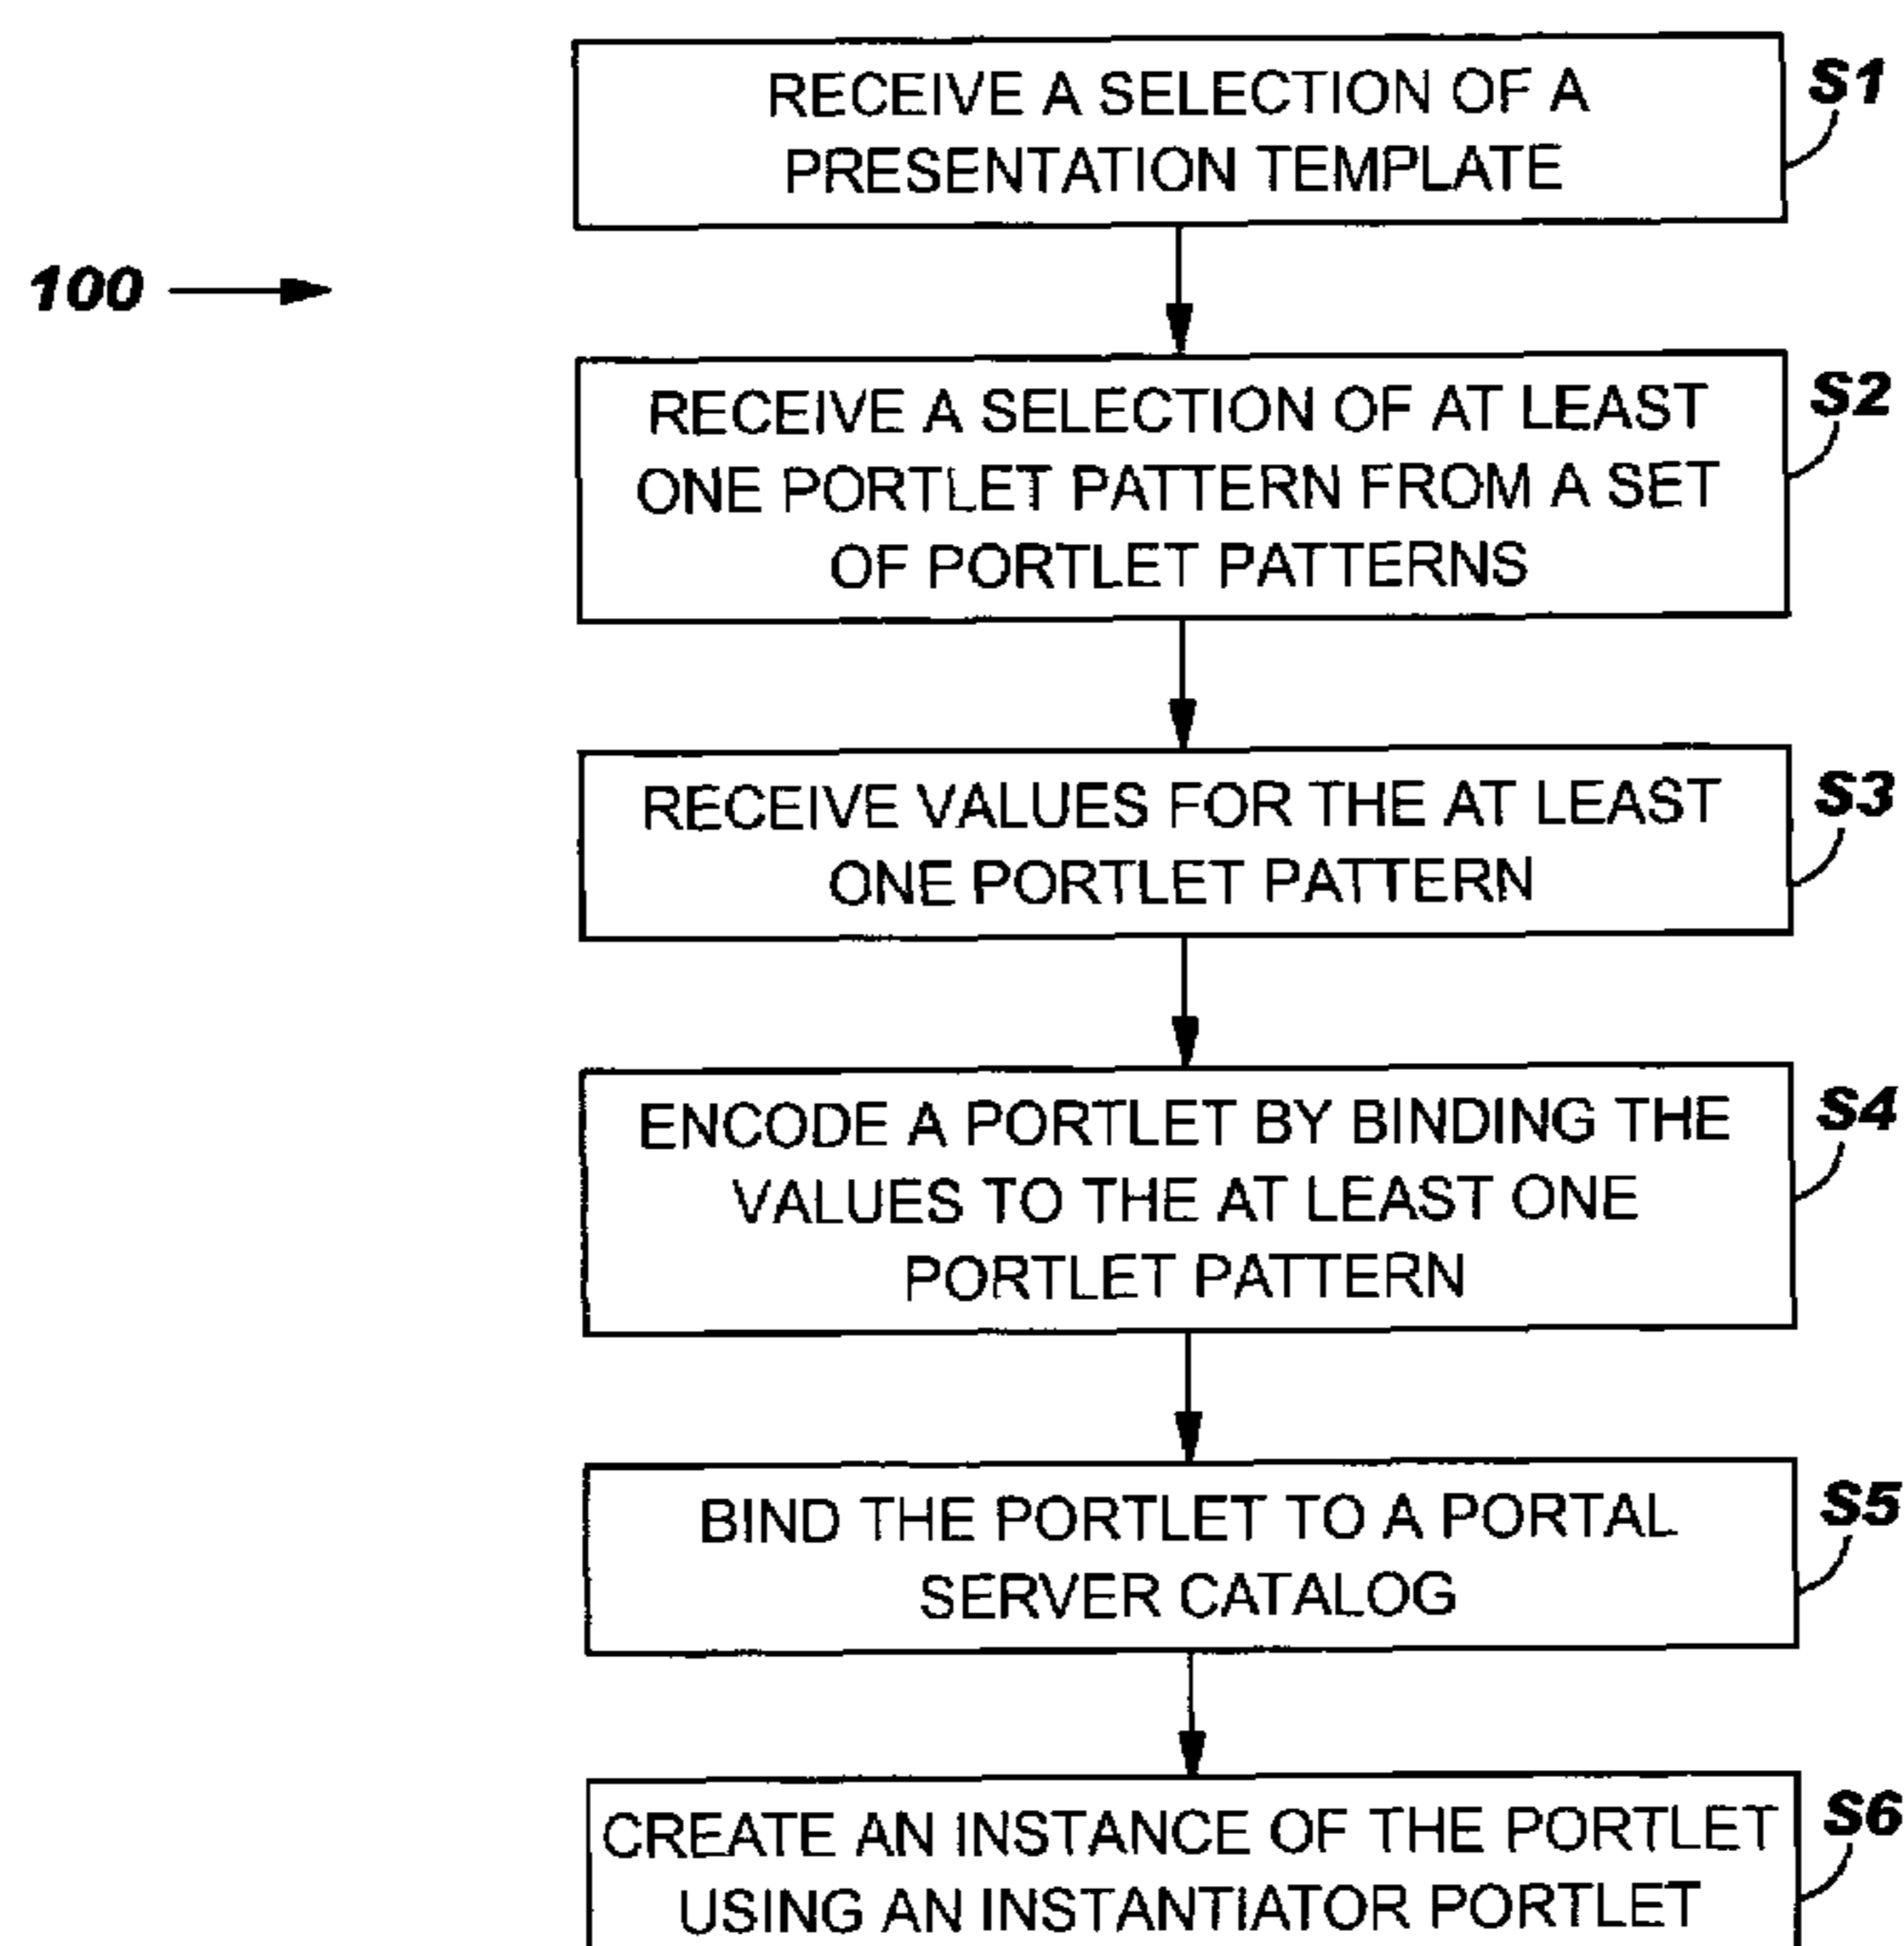 RECEIVE A SELECTION OF A
PRESENTATION TEMPLATE
S1
100
RECEIVE A SELECTION OF AT LEAST
ONE PORTLET PATTERN FROM A SET
OF PORTLET PATTERNS
S2
RECEIVE VALUES FOR THE AT LEAST
ONE PORTLET PATTERN
S3
ENCODE A PORTLET BY BINDING THE
VALUES TO THE AT LEAST ONE
PORTLET PATTERN
S4
BIND THE PORTLET TO A PORTAL
SERVER CATALOG
S5
CREATE AN INSTANCE OF THE PORTLET
USING AN INSTANTIATOR PORTLET
S6